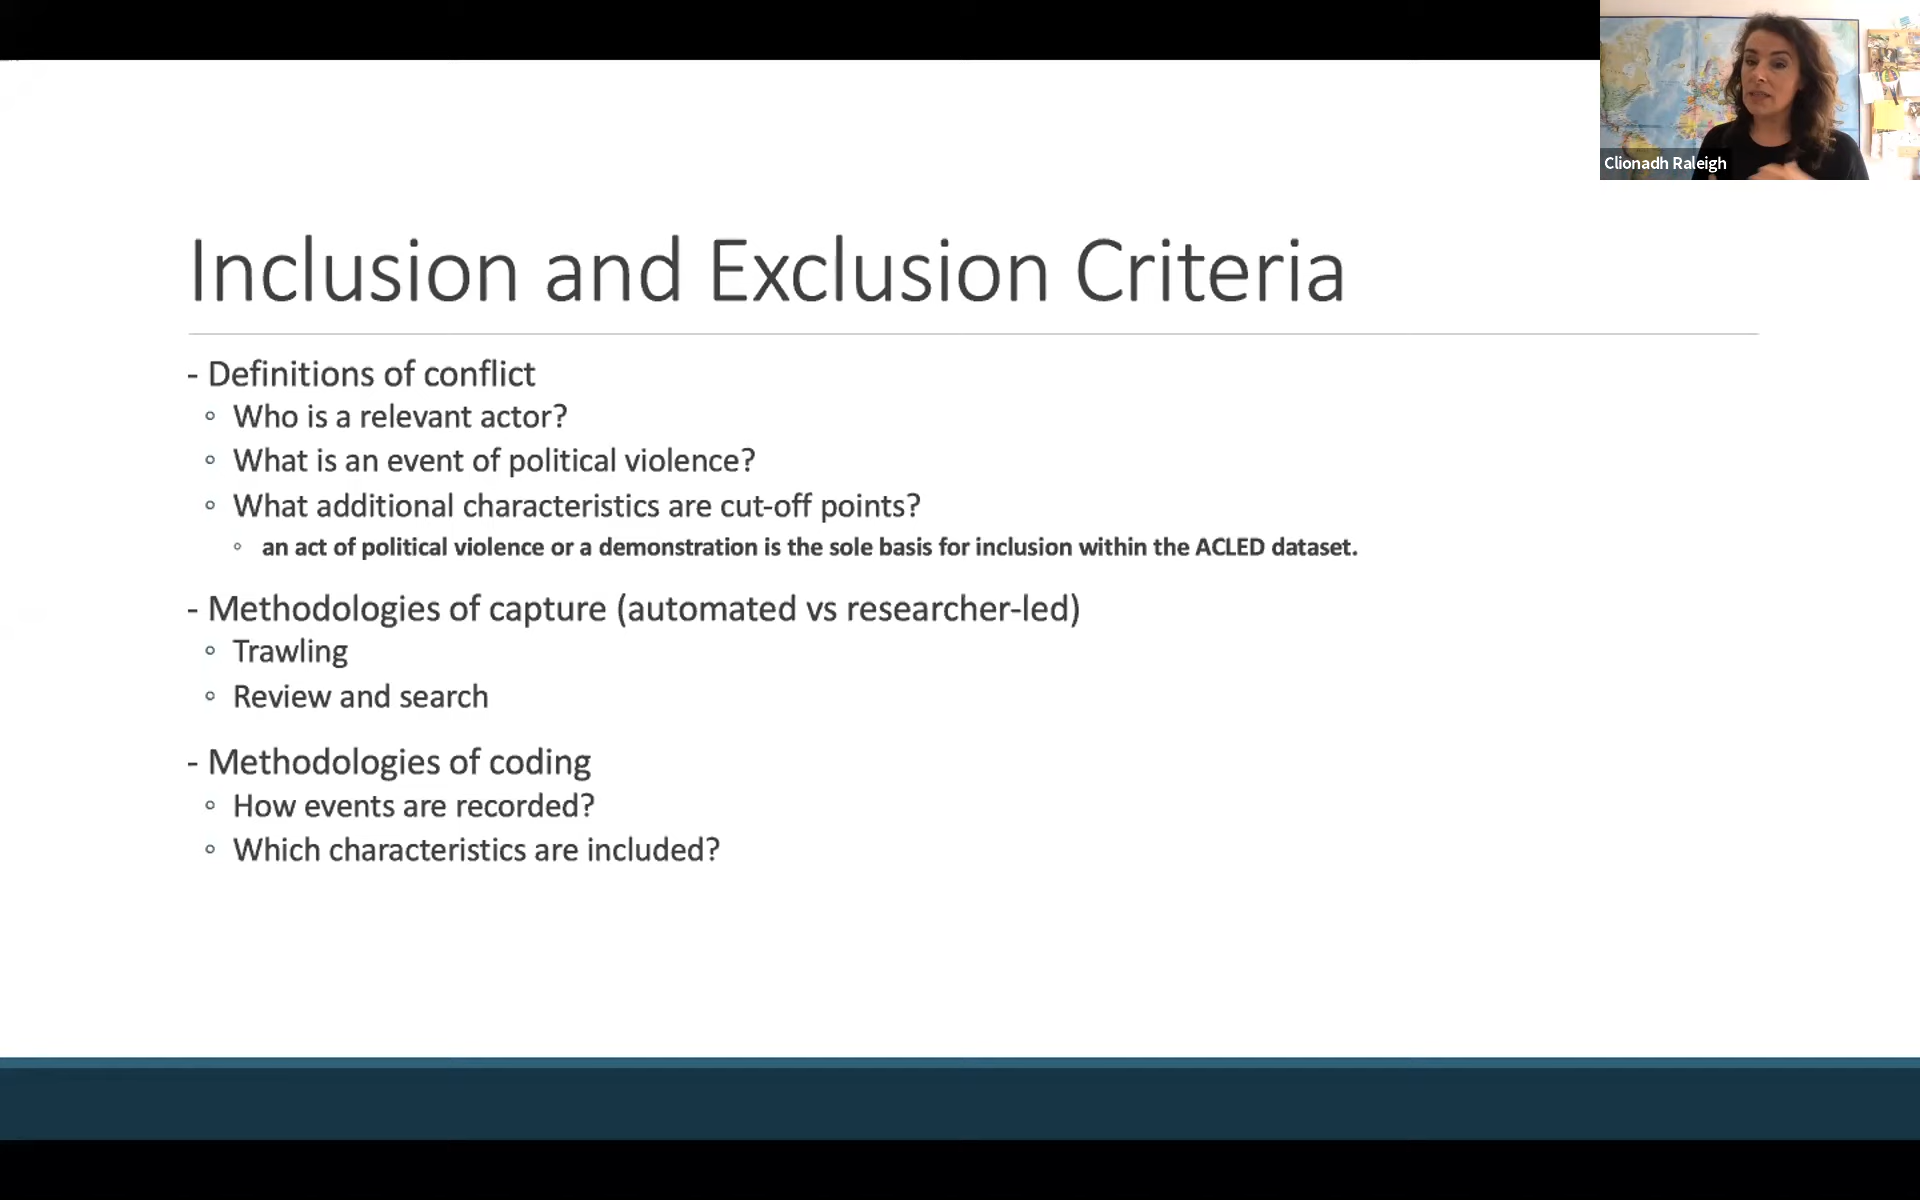 Clionadh Raleigh
Inclusion and Exclusion Criteria
- Definitions of conflict
◦ Who is a relevant actor?
◦ What is an event of political violence?
◦ What additional characteristics are cut-off points?
◦ an act of political violence or a demonstration is the sole basis for inclusion within the ACLED dataset.
- Methodologies of capture (automated vs researcher-led)
◦ Trawling
◦ Review and search
- Methodologies of coding
◦ How events are recorded?
◦ Which characteristics are included?